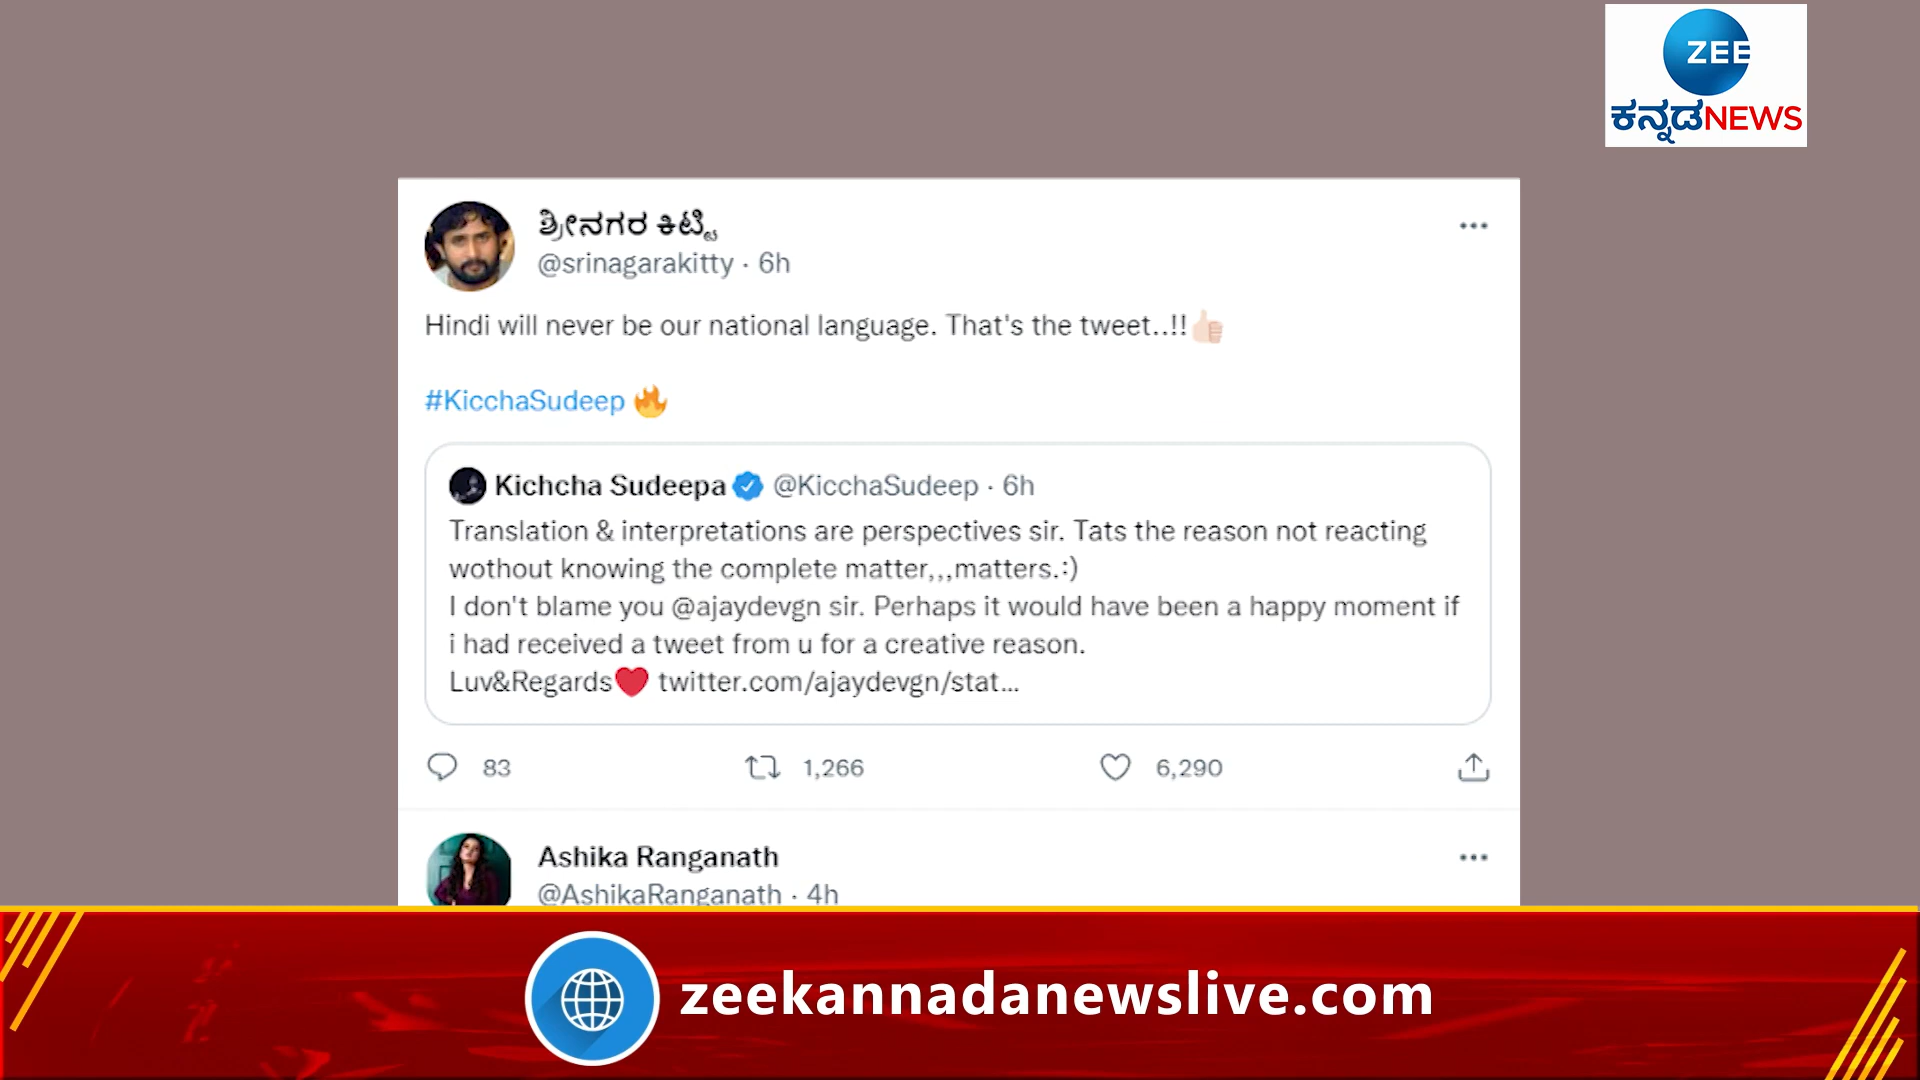 ZEE
ಕನ್ನಡNEWS
ಶ್ರೀನಗರ ಕಿಟ್ಟಿ
@srinagarakitty · 6h
Hindi will never be our national language. That's the tweet..!!👍🏻
#KicchaSudeep 🔥
Kichcha Sudeepa @KicchaSudeep · 6h
Translation & interpretations are perspectives sir. Tats the reason not reacting
wothout knowing the complete matter,,,matters.:)
I don't blame you @ajaydevgn sir. Perhaps it would have been a happy moment if
i had received a tweet from u for a creative reason.
Luv&Regards❤️ twitter.com/ajaydevgn/stat...
83 1,266 6,290
Ashika Ranganath
@AshikaRanganath · 4h
zeekannadanewslive.com